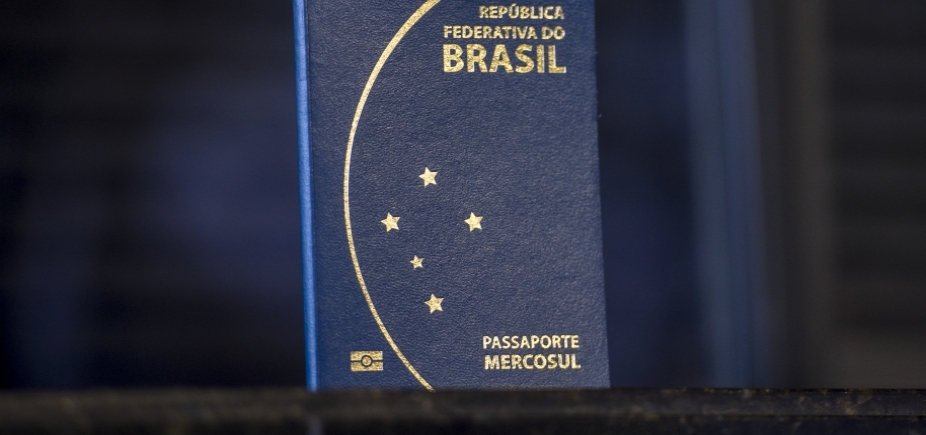 REPÚBLICA
FEDERATIVA DO
BRASIL
PASSAPORTE
MERCOSUL